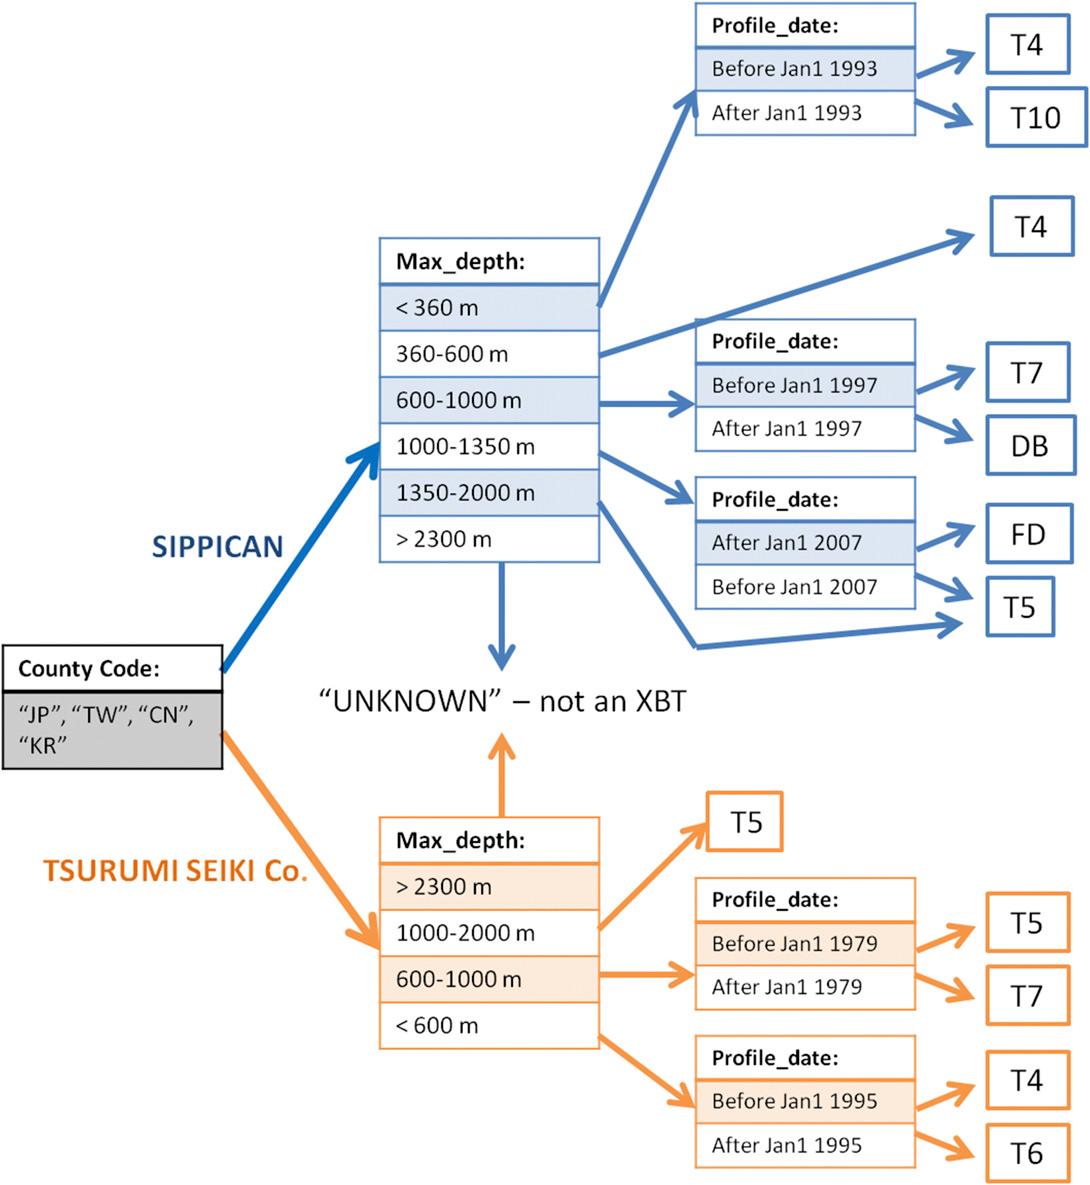 Profile_date:
Before Jan1 1993
After Jan1 1993
T4
T10
T4
Max_depth:
< 360 m
360-600 m
600-1000 m
1000-1350 m
1350-2000 m
> 2300 m
Profile_date:
Before Jan1 1997
After Jan1 1997
T7
DB
Profile_date:
After Jan1 2007
Before Jan1 2007
FD
T5
SIPPICAN
County Code:
“JP”, “TW”, “CN”,
“KR”
“UNKNOWN” – not an XBT
TSURUMI SEIKI Co.
Max_depth:
> 2300 m
1000-2000 m
600-1000 m
< 600 m
T5
Profile_date:
Before Jan1 1979
After Jan1 1979
T5
T7
Profile_date:
Before Jan1 1995
After Jan1 1995
T4
T6